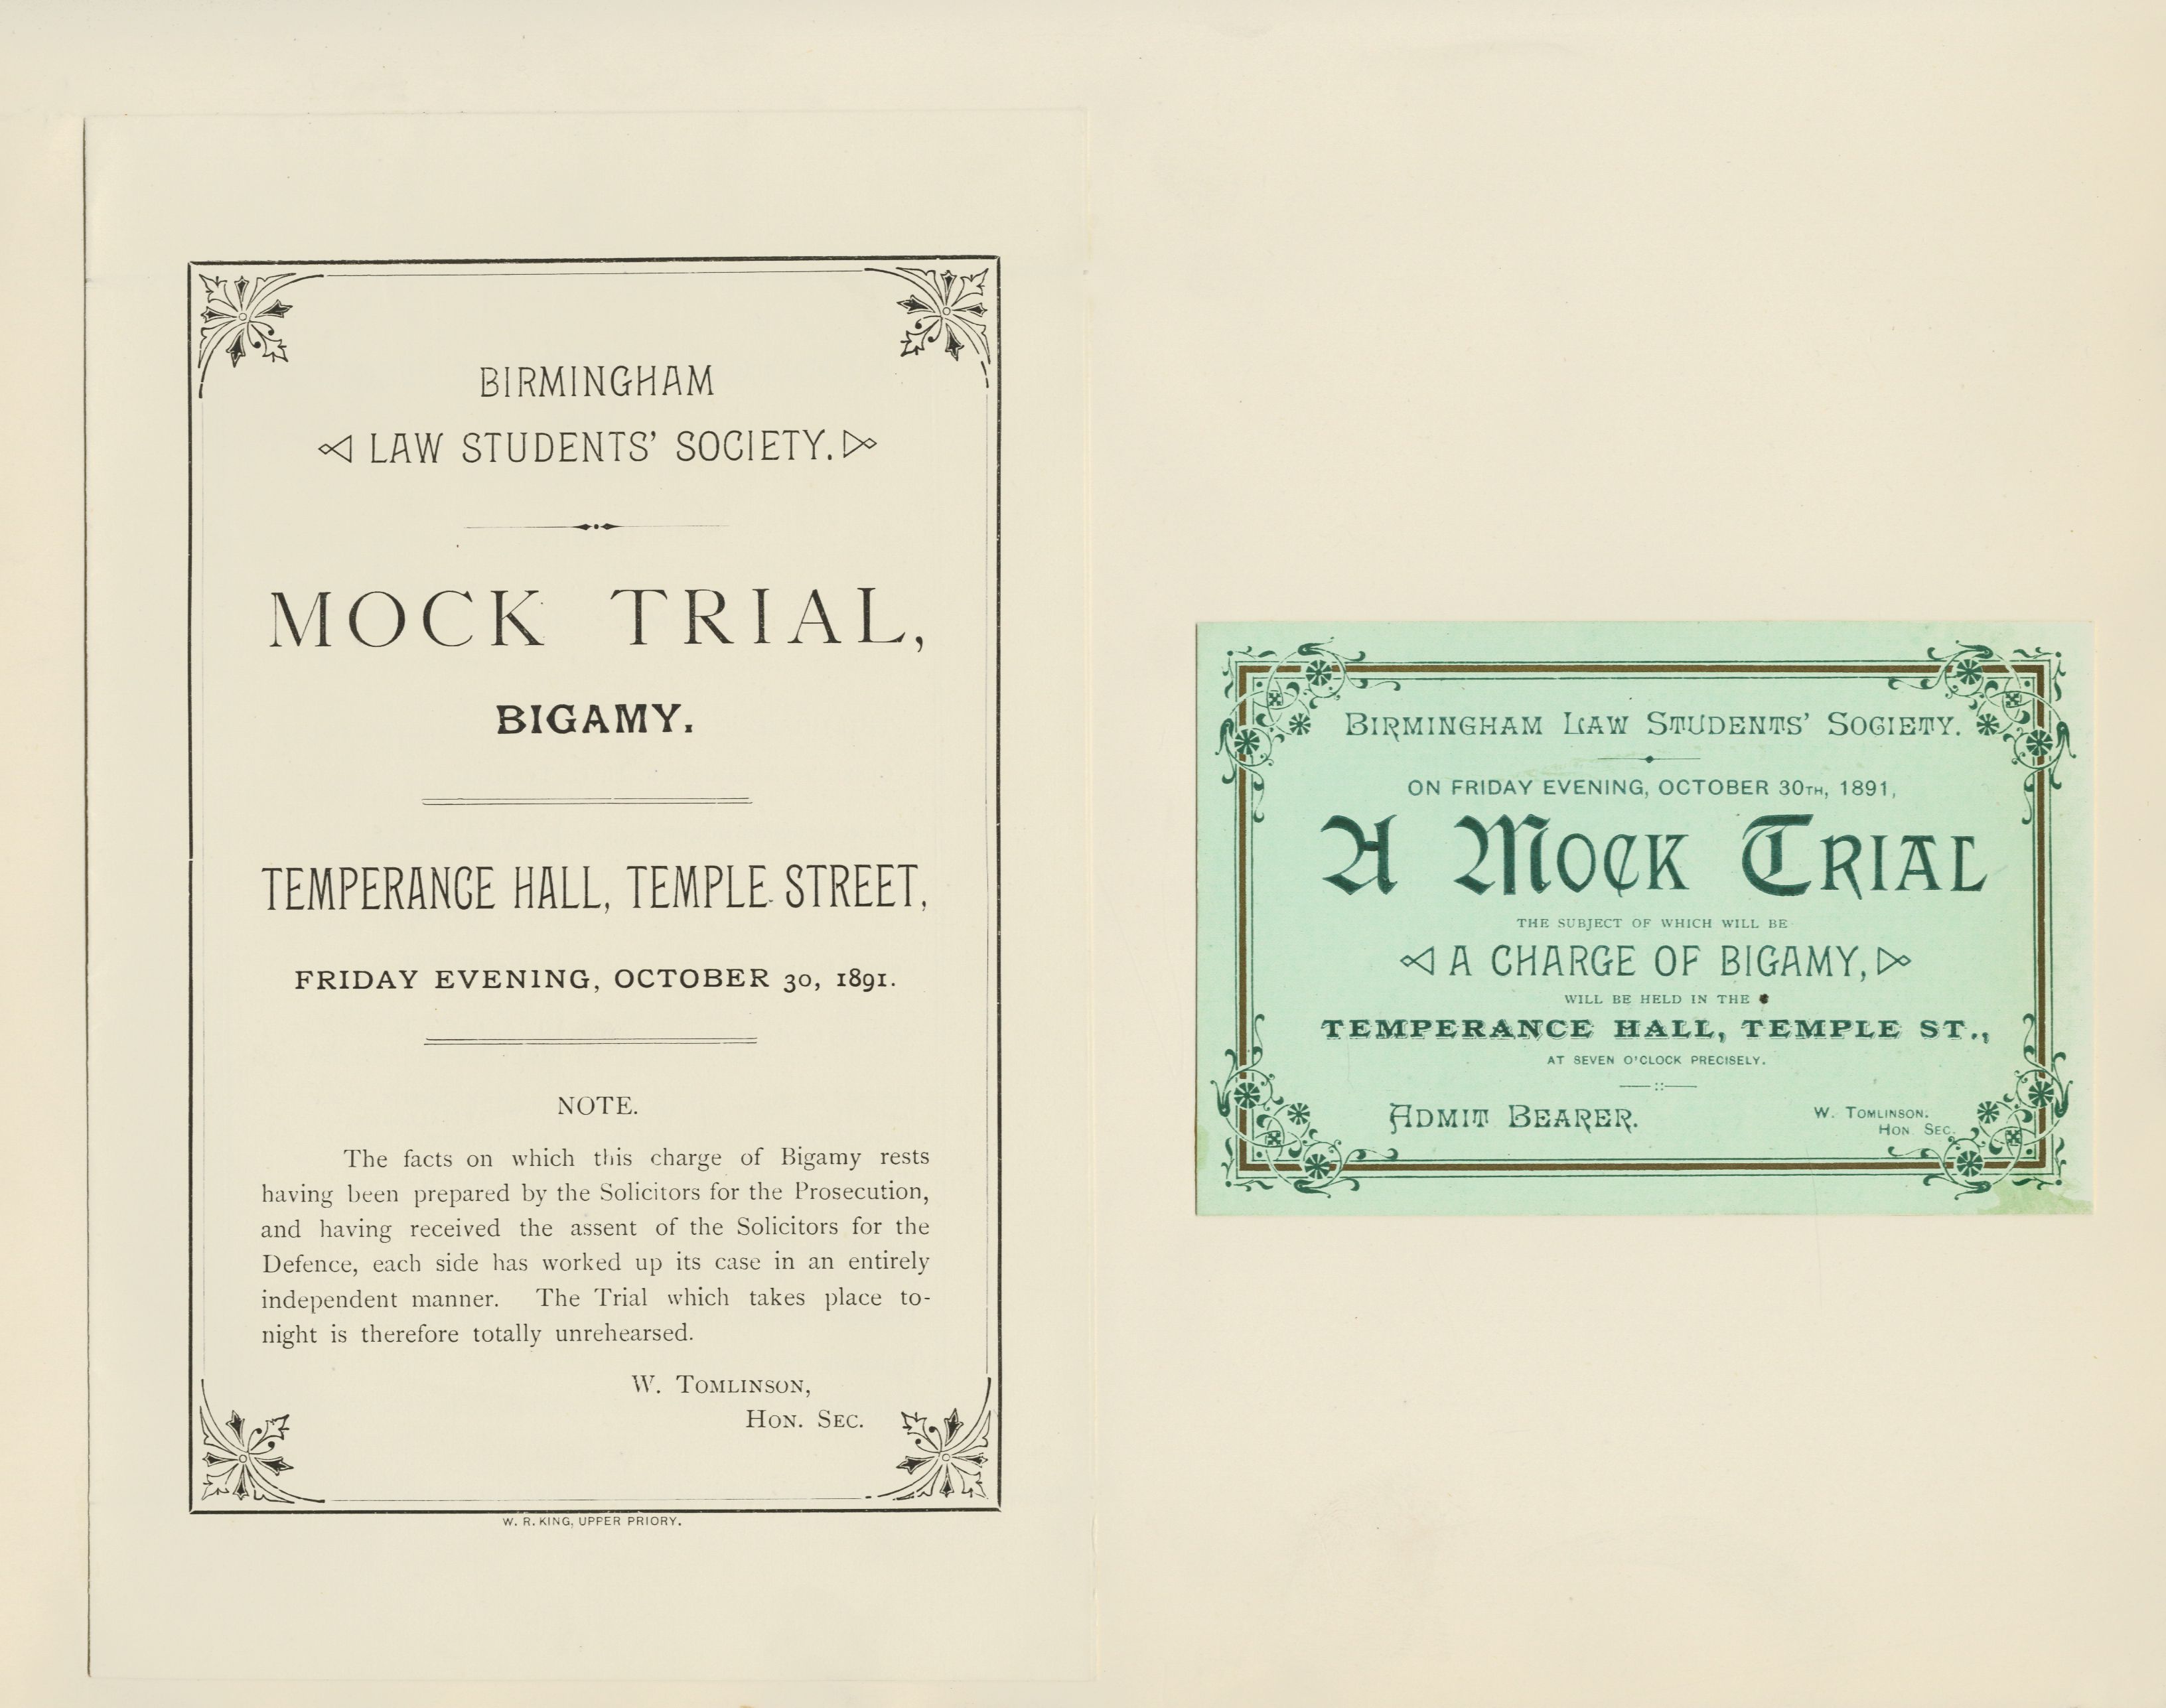 BIRMINGHAM
LAW STUDENTS' SOCIETY.
MOCK TRIAL,
BIGAMY.
TEMPERANCE HALL, TEMPLE STREET,
FRIDAY EVENING, OCTOBER 30, 1891.
NOTE.
The facts on which this charge of Bigamy rests
having been prepared by the Solicitors for the Prosecution,
and having received the assent of the Solicitors for the
Defence, each side has worked up its case in an entirely
independent manner. The Trial which takes place to-
night is therefore totally unrehearsed.
W. TOMLINSON,
HON. SEC.
W. R. KING, UPPER PRIORY.
BIRMINGHAM LAW STUDENTS' SOCIETY.
ON FRIDAY EVENING, OCTOBER 30TH, 1891,
A MOCK TRIAL
THE SUBJECT OF WHICH WILL BE
A CHARGE OF BIGAMY,
WILL BE HELD IN THE
TEMPERANCE HALL, TEMPLE ST.,
AT SEVEN O'CLOCK PRECISELY.
ADMIT BEARER.
W. TOMLINSON.
HON. SEC.